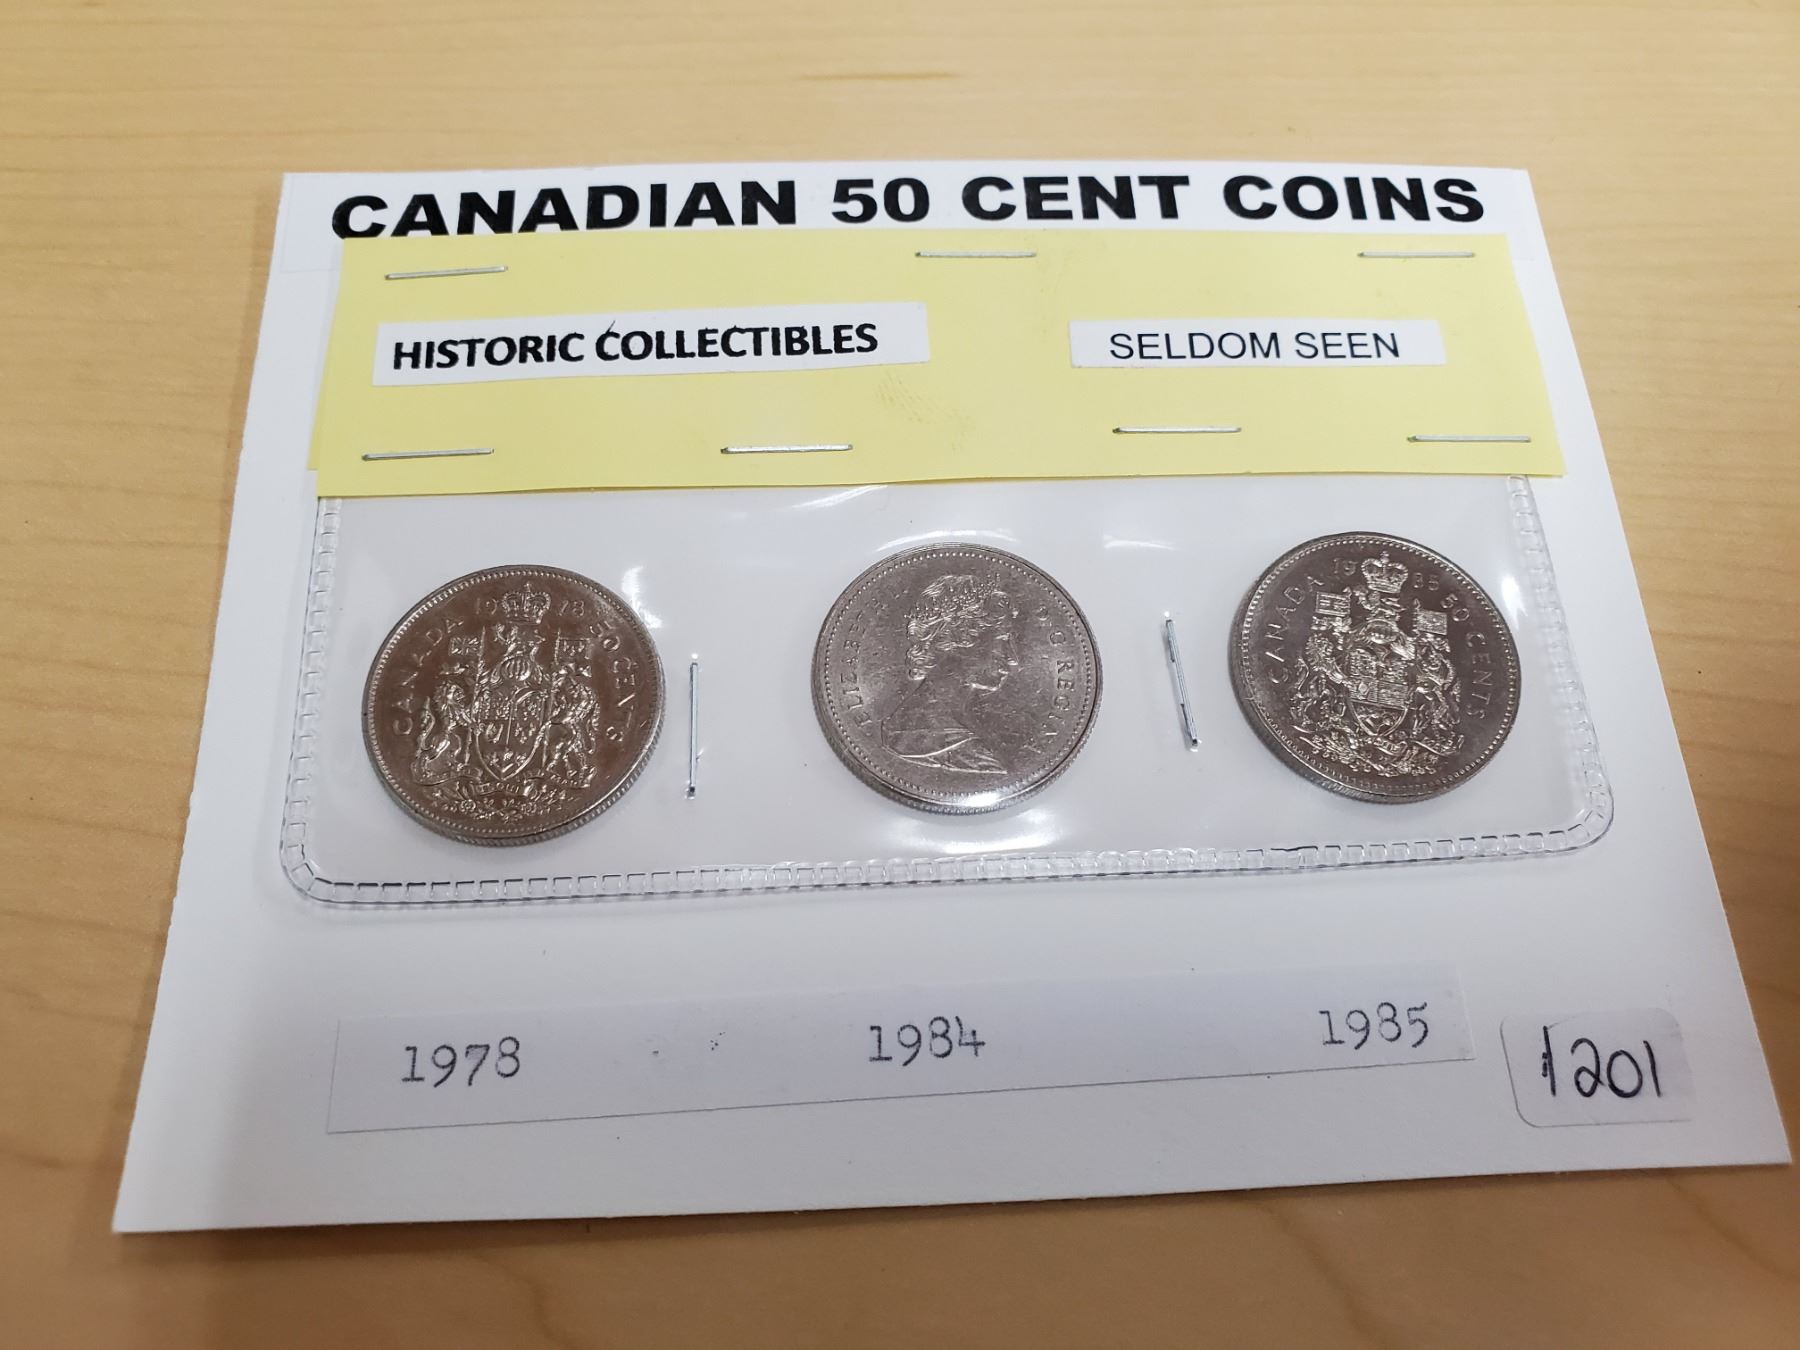 CANADIAN 50 CENT COINS
HISTORIC COLLECTIBLES
SELDOM SEEN
CANADA 1978 50 CENTS
ELIZABETH II D·G·REGINA
CANADA 1985 50 CENTS
1978
1984
1985
1201